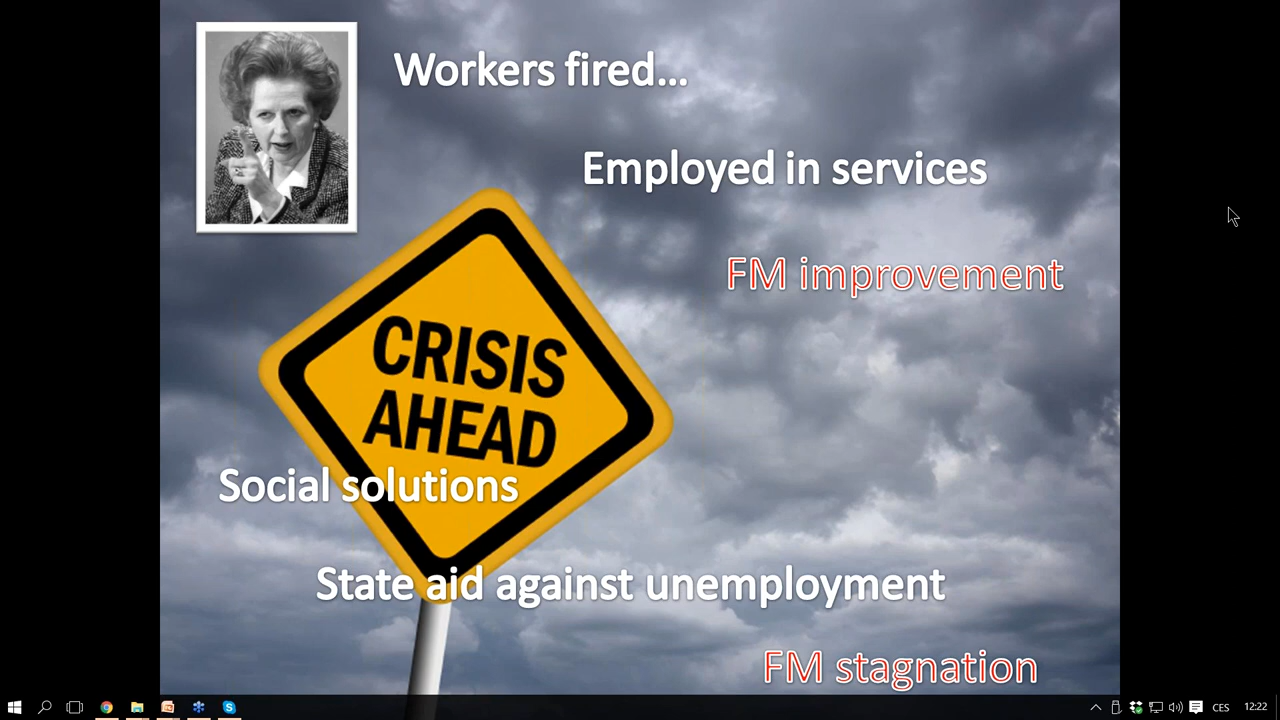 Workers fired...
Employed in services
FM improvement
CRISIS
AHEAD
Social solutions
State aid against unemployment
FM stagnation
CES
12:22